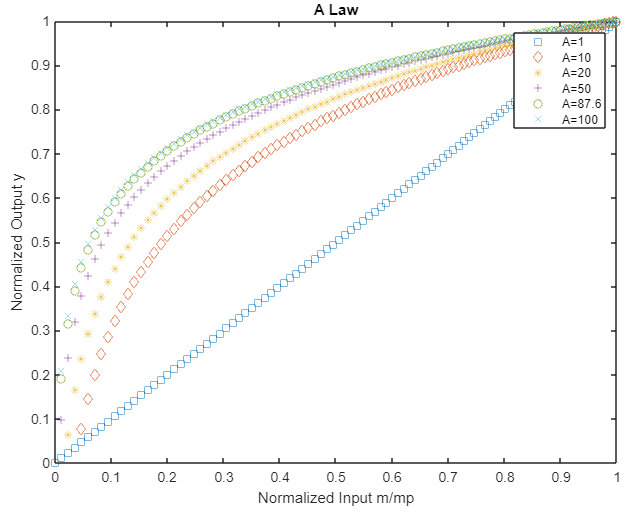 A Law
1
0.9
0.8
0.7
0.6
0.5
0.4
0.3
0.2
0.1
0
Normalized Output y
A=1
A=10
A=20
A=50
A=87.6
A=100
0 0.1 0.2 0.3 0.4 0.5 0.6 0.7 0.8 0.9 1
Normalized Input m/mp